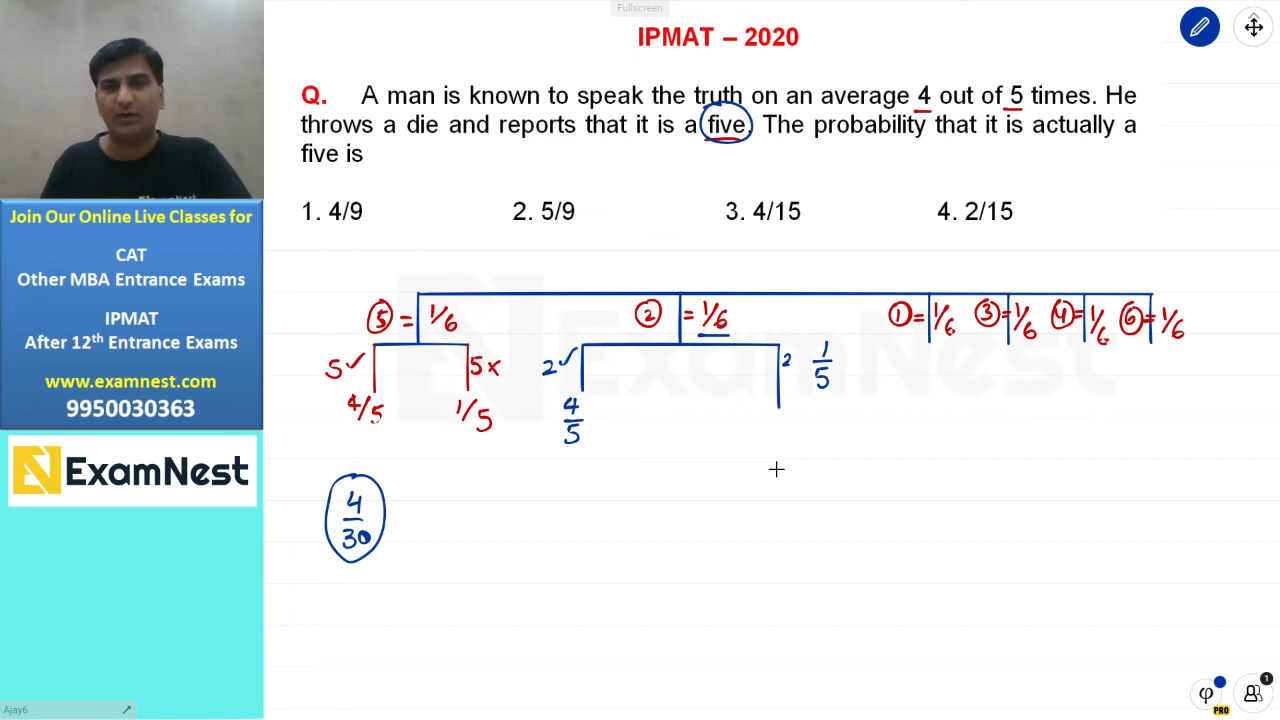 Fullscreen
IPMAT – 2020
Q. A man is known to speak the truth on an average 4 out of 5 times. He
throws a die and reports that it is a five. The probability that it is actually a
five is
1. 4/9 2. 5/9 3. 4/15 4. 2/15
ExamNest
5 = 1/6 2 = 1/6 1 = 1/6 3 = 1/6 4 = 1/6 6 = 1/6
5 ✓ 5 × 2 ✓ 2 1/5
4/5 1/5 4/5
4/30
Join Our Online Live Classes for
CAT
Other MBA Entrance Exams
IPMAT
After 12th Entrance Exams
www.examnest.com
9950030363
ExamNest
Ajay6
φ PRO
1